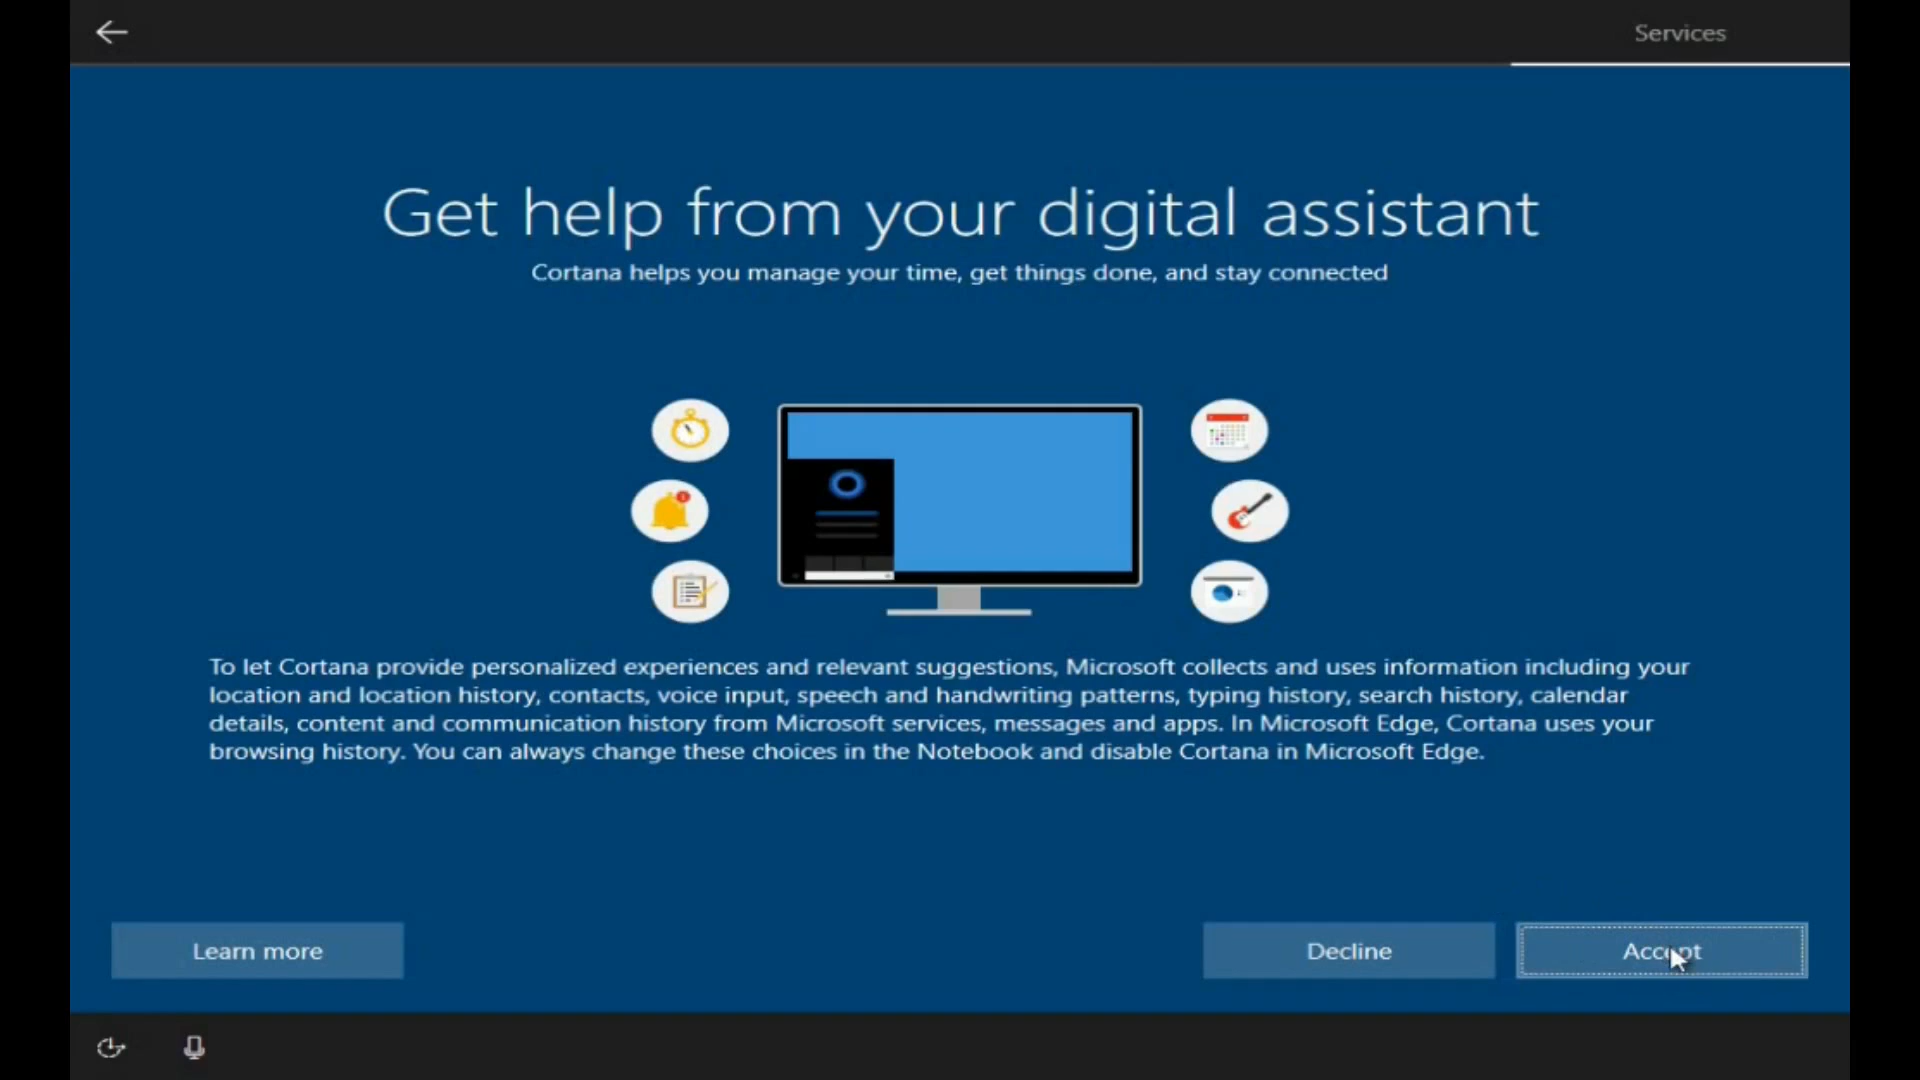 Services
Get help from your digital assistant
Cortana helps you manage your time, get things done, and stay connected
To let Cortana provide personalized experiences and relevant suggestions, Microsoft collects and uses information including your
location and location history, contacts, voice input, speech and handwriting patterns, typing history, search history, calendar
details, content and communication history from Microsoft services, messages and apps. In Microsoft Edge, Cortana uses your
browsing history. You can always change these choices in the Notebook and disable Cortana in Microsoft Edge.
Learn more
Decline
Accept